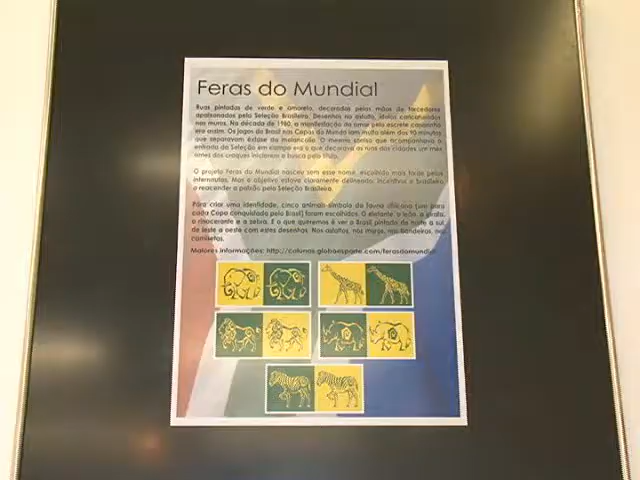 Feras do Mundial
Ruas pintadas de verde e amarelo, decoradas pelas mãos de torcedores
apaixonados pela Seleção Brasileira. Desenhos no asfalto, ídolos caricaturados
nos muros. Na década de 1980, a manifestação de amor pelo escrete canarinho
era assim. Os jogos do Brasil nas Copas do Mundo iam muito além dos 90 minutos
que separavam êxtase da melancolia. O mesmo sorriso que acompanhava a
entrada da Seleção em campo era o que decorava as ruas das cidades um mês
antes dos craques iniciarem a busca pelo título.
O projeto Feras do Mundial nasceu sem esse nome, escolhido mais tarde pelos
internautas. Mas o objetivo estava claramente delineado: incentivar o brasileiro
a reacender a paixão pela Seleção Brasileira.
Para criar uma identidade, cinco animais-símbolo da fauna africana (um para
cada Copa conquistada pelo Brasil) foram escolhidos. O elefante, o leão, a girafa,
o rinoceronte e a zebra. E o que queremos é ver o Brasil pintado de norte a sul,
de leste a oeste com estes desenhos. Nos asfaltos, nos muros, nas bandeiras, nas
camisetas.
Maiores informações: http://colunas.globoesporte.com/ferasdomundial